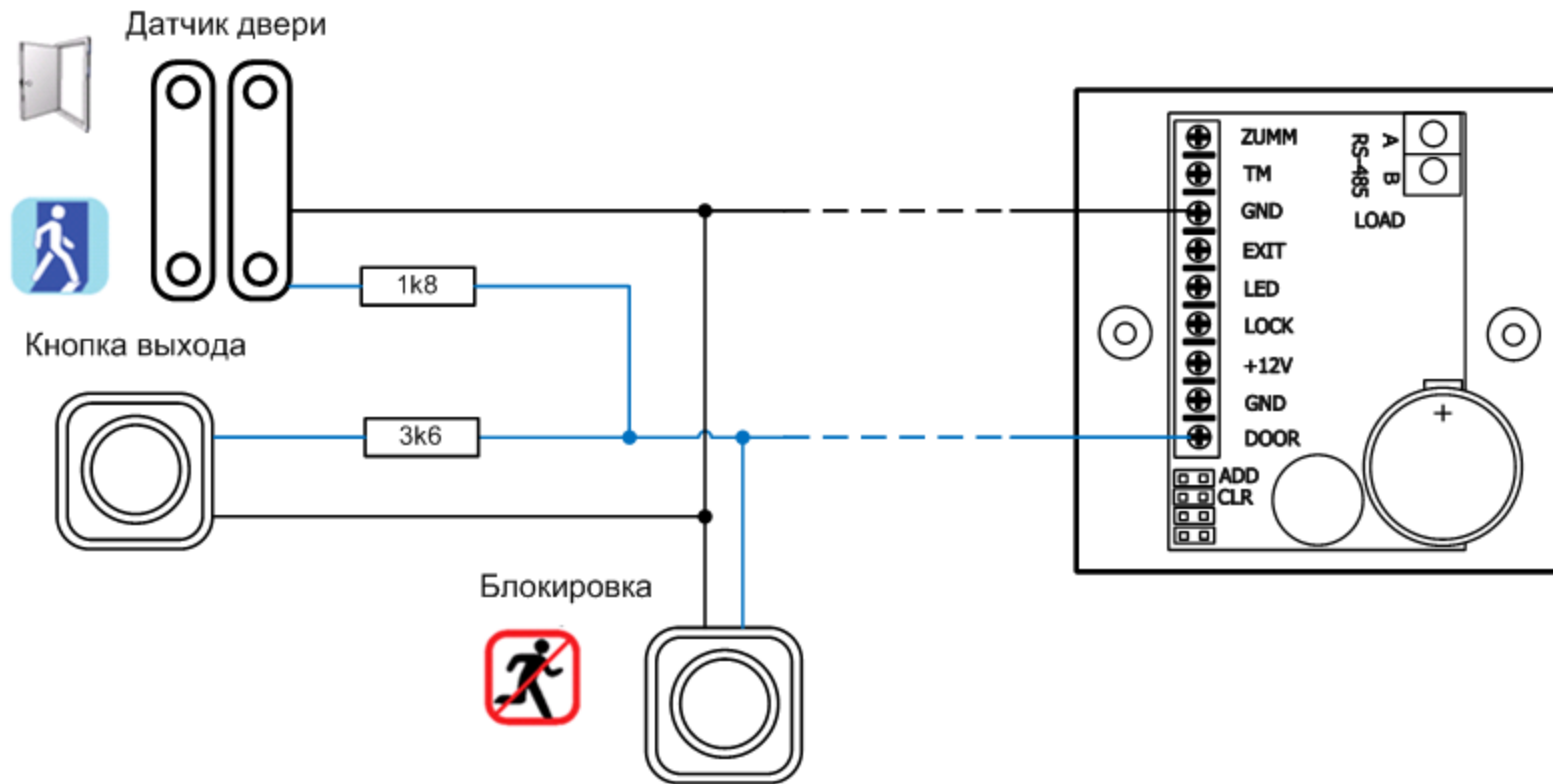 Датчик двери
1k8
Кнопка выхода
3k6
Блокировка
ZUMM
TM
GND
EXIT
LED
LOCK
+12V
GND
DOOR
ADD
CLR
A
B
RS-485
LOAD
+